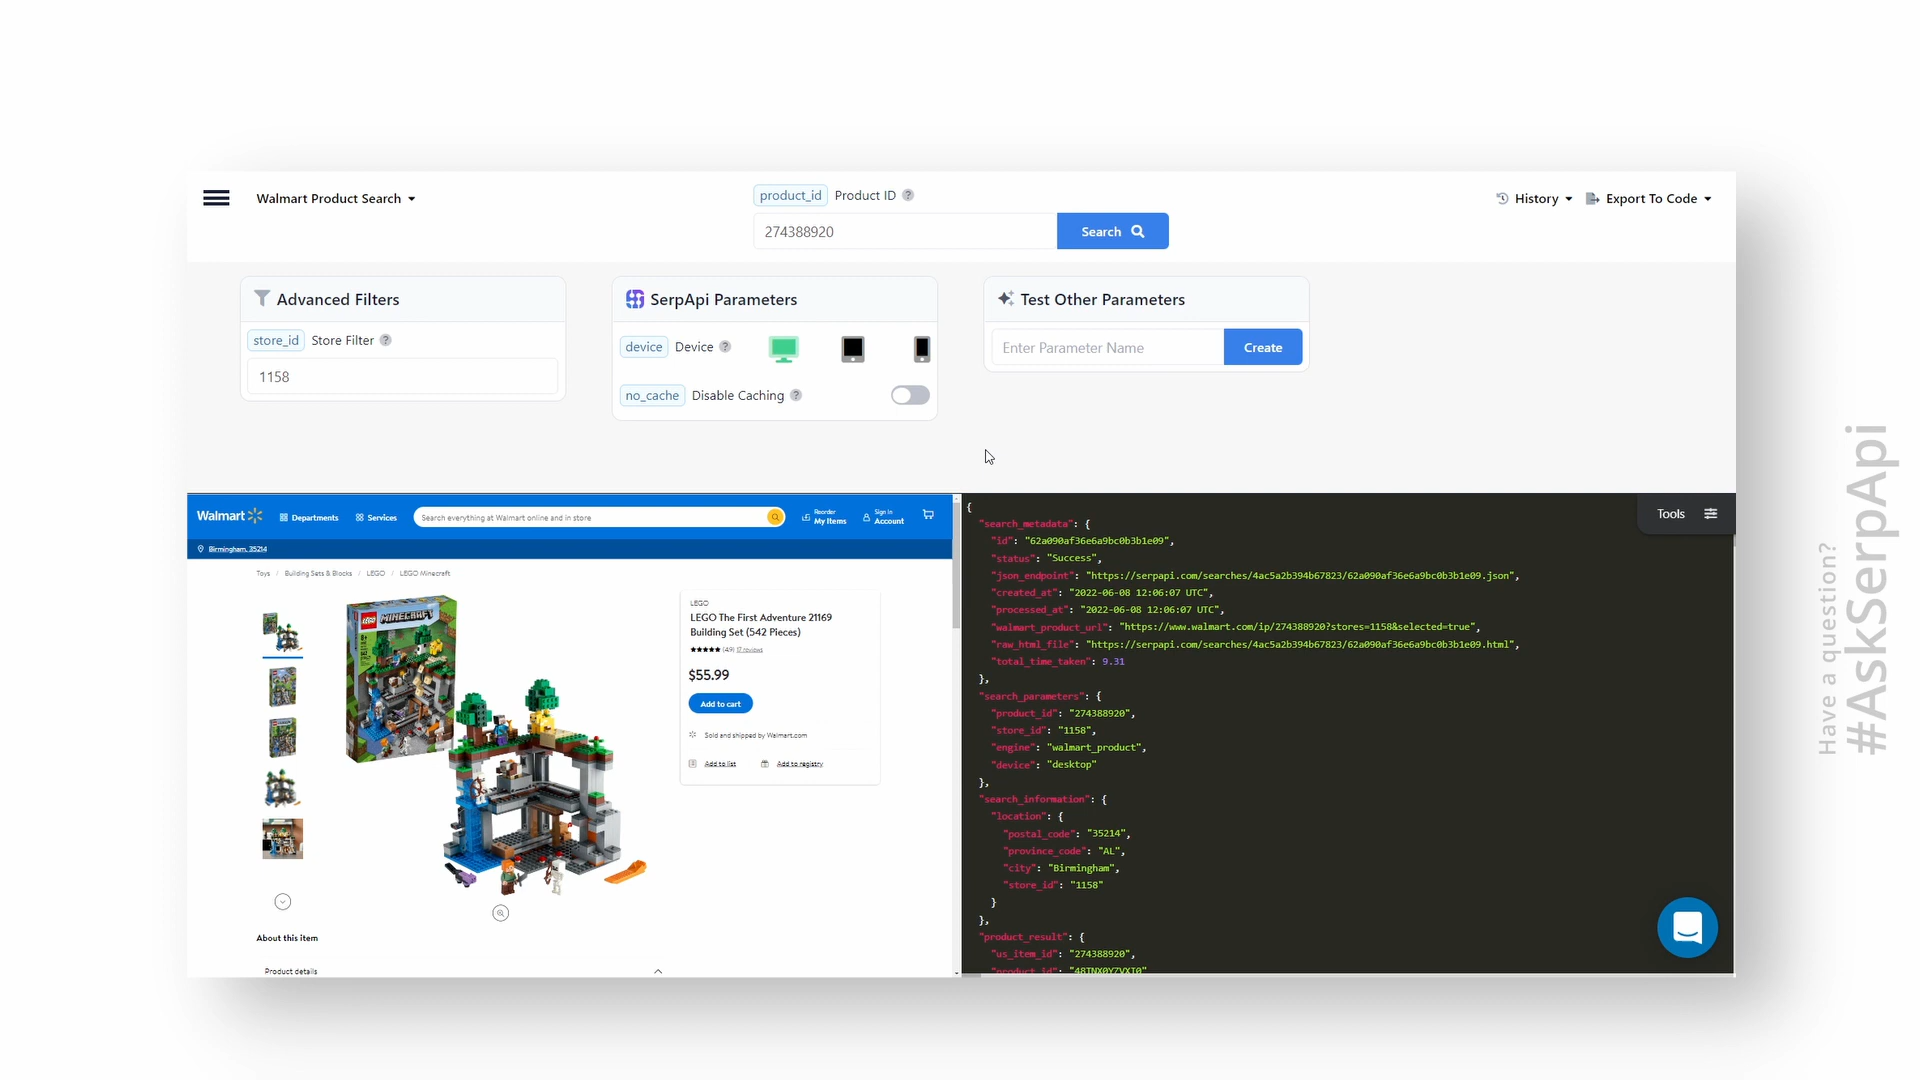 Walmart Product Search
product_id Product ID ?
History
Export To Code
274388920
Search
Advanced Filters
store_id Store Filter ?
1158
SerpApi Parameters
device Device ?
no_cache Disable Caching ?
Test Other Parameters
Enter Parameter Name
Create
Walmart
Departments
Services
Search everything at Walmart online and in store
Reorder
My Items
Sign In
Account
Birmingham, 35214
Toys / Building Sets & Blocks / LEGO / LEGO Minecraft
LEGO
MINECRAFT
LEGO
LEGO The First Adventure 21169
Building Set (542 Pieces)
(4.9) 17 reviews
$55.99
Add to cart
Sold and shipped by Walmart.com
Add to list
Add to registry
About this item
Product details
Tools
{
"search_metadata": {
"id": "62a090af36e6a9bc0b3b1e09",
"status": "Success",
"json_endpoint": "https://serpapi.com/searches/4ac5a2b394b67823/62a090af36e6a9bc0b3b1e09.json",
"created_at": "2022-06-08 12:06:07 UTC",
"processed_at": "2022-06-08 12:06:07 UTC",
"walmart_product_url": "https://www.walmart.com/ip/274388920?stores=1158&selected=true",
"raw_html_file": "https://serpapi.com/searches/4ac5a2b394b67823/62a090af36e6a9bc0b3b1e09.html",
"total_time_taken": 9.31
},
"search_parameters": {
"product_id": "274388920",
"store_id": "1158",
"engine": "walmart_product",
"device": "desktop"
},
"search_information": {
"location": {
"postal_code": "35214",
"province_code": "AL",
"city": "Birmingham",
"store_id": "1158"
}
},
"product_result": {
"us_item_id": "274388920",
"product_id": "48TNX0YZVXT0"
Have a question?
#AskSerpApi